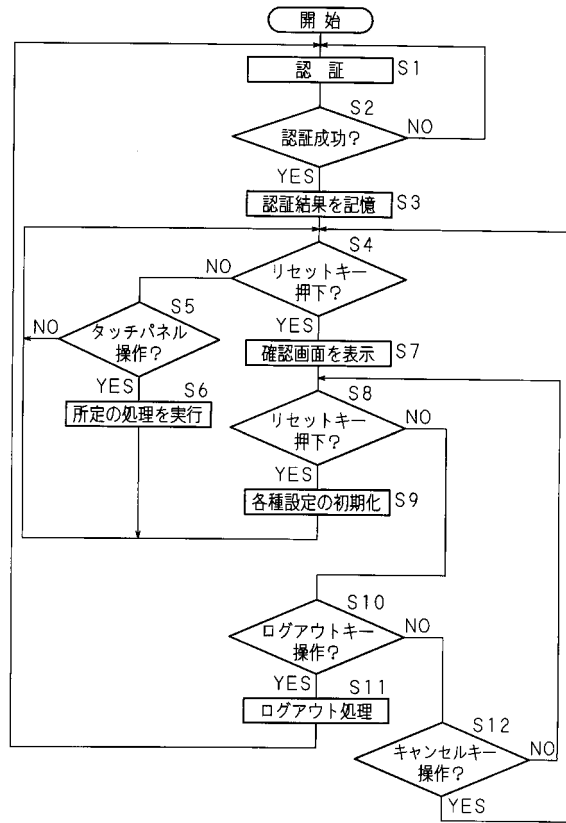 開始
認証 S1
S2
認証成功？ NO
YES
認証結果を記憶 S3
S4
NO リセットキー
押下？
S5
YES
NO タッチパネル
操作？
確認画面を表示 S7
YES S6
S8
所定の処理を実行
リセットキー NO
押下？
YES
各種設定の初期化 S9
S10
ログアウトキー NO
操作？
YES S11
ログアウト処理
S12
キャンセルキー NO
操作？
YES